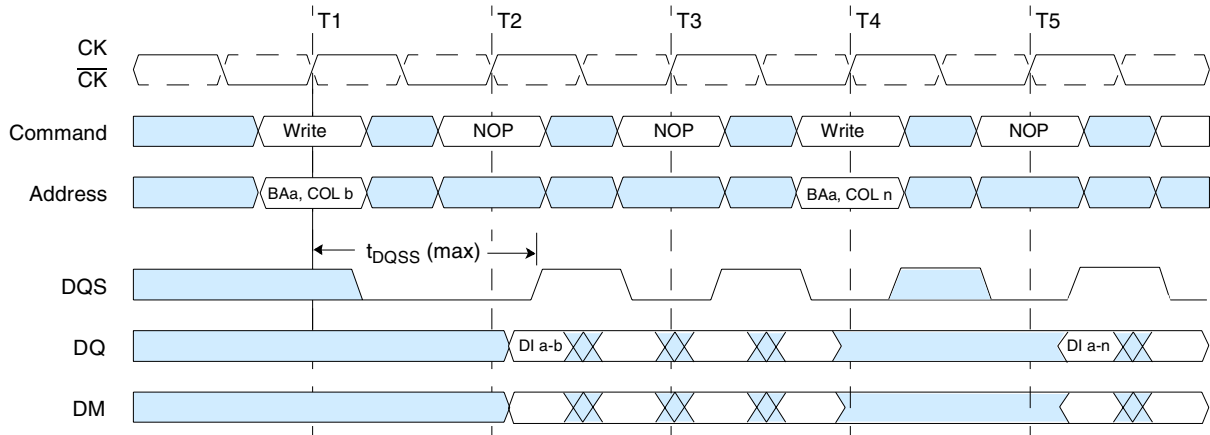 T1 T2 T3 T4 T5
CK
CK
Command Write NOP NOP Write NOP
Address BAa, COL b BAa, COL n
tDQSS (max)
DQS
DQ DI a-b DI a-n
DM